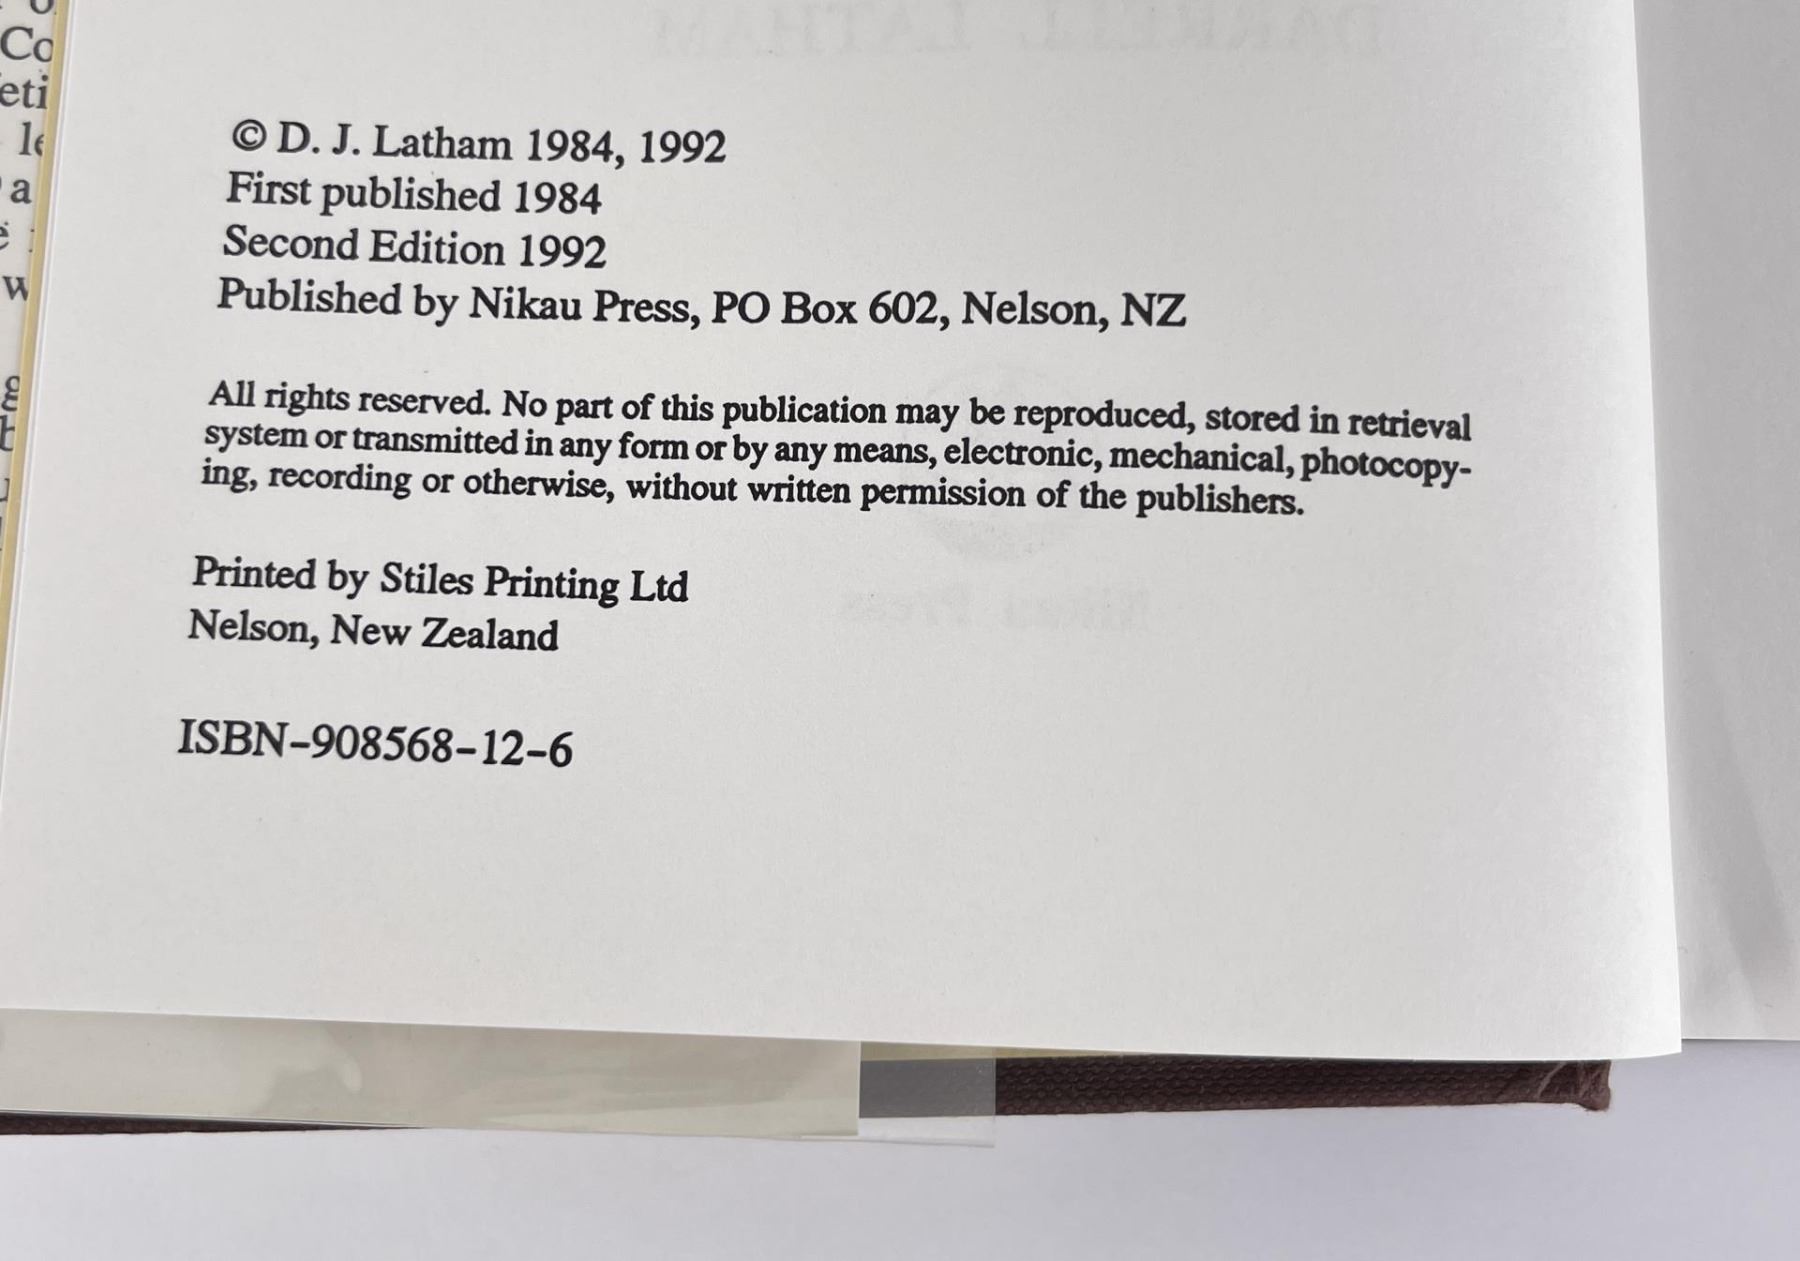 © D. J. Latham 1984, 1992
First published 1984
Second Edition 1992
Published by Nikau Press, PO Box 602, Nelson, NZ
All rights reserved. No part of this publication may be reproduced, stored in retrieval
system or transmitted in any form or by any means, electronic, mechanical, photocopy-
ing, recording or otherwise, without written permission of the publishers.
Printed by Stiles Printing Ltd
Nelson, New Zealand
ISBN-908568-12-6